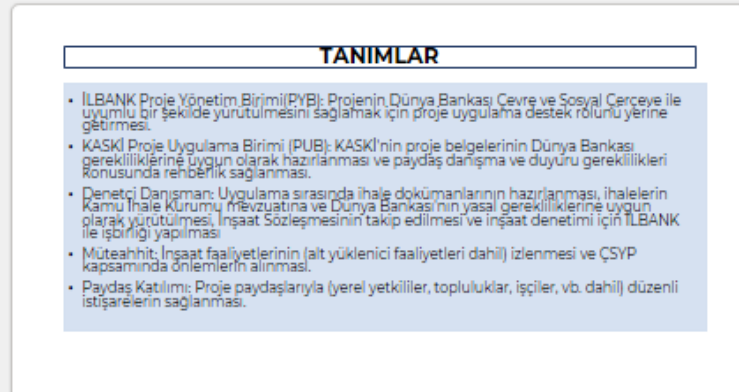 TANIMLAR
• İLBANK Proje Yönetim Birimi(PYB): Projenin Dünya Bankası Çevre ve Sosyal Çerçeye ile
uyumlu bir şekilde yürütülmesini sağlamak için proje uygulama destek rolünü yerine
getirmesi.
• KASKİ Proje Uygulama Birimi (PUB): KASKİ'nin proje belgelerinin Dünya Bankası
gerekliliklerine uygun olarak hazırlanması ve paydaş danışma ve duyuru gereklilikleri
konusunda rehberlik sağlanması.
• Denetçi Danışman: Uygulama sırasında ihale dokümanlarının hazırlanması, ihalelerin
Kamu İhale Kurumu mevzuatına ve Dünya Bankası'nın yasal gerekliliklerine uygun
olarak yürütülmesi, İnşaat Sözleşmesinin takip edilmesi ve inşaat denetimi için İLBANK
ile işbirliği yapılması
• Müteahhit: İnşaat faaliyetlerinin (alt yüklenici faaliyetleri dahil) izlenmesi ve ÇSYP
kapsamında önlemlerin alınması.
• Paydaş Katılımı: Proje paydaşlarıyla (yerel yetkililer, topluluklar, işçiler, vb. dahil) düzenli
istişarelerin sağlanması.